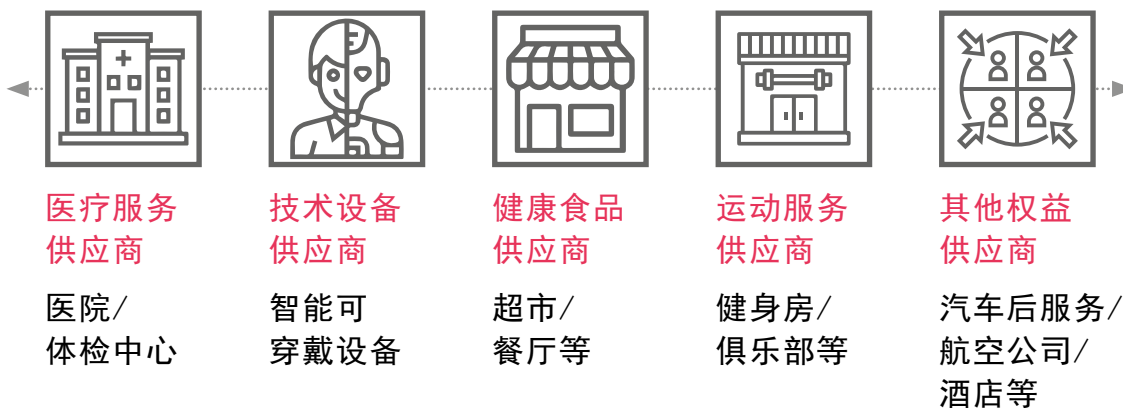 医疗服务
供应商
医院/
体检中心
技术设备
供应商
智能可
穿戴设备
健康食品
供应商
超市/
餐厅等
运动服务
供应商
健身房/
俱乐部等
其他权益
供应商
汽车后服务/
航空公司/
酒店等